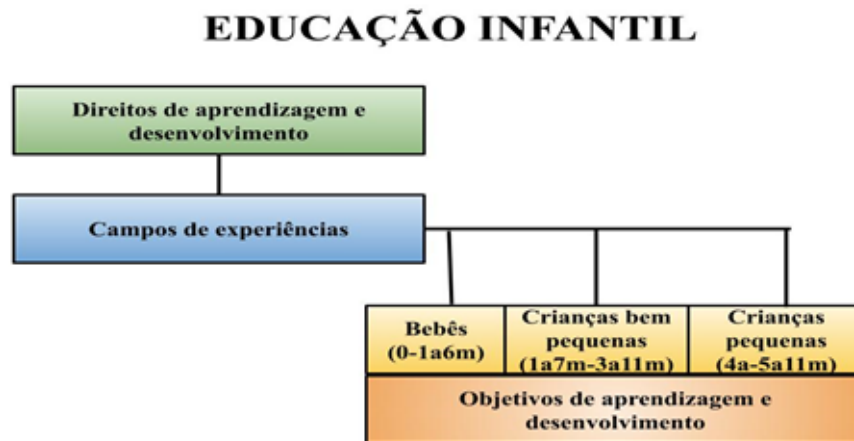 EDUCAÇÃO INFANTIL
Direitos de aprendizagem e
desenvolvimento
Campos de experiências
Bebês
(0-1a6m)
Crianças bem
pequenas
(1a7m-3a11m)
Crianças
pequenas
(4a-5a11m)
Objetivos de aprendizagem e
desenvolvimento